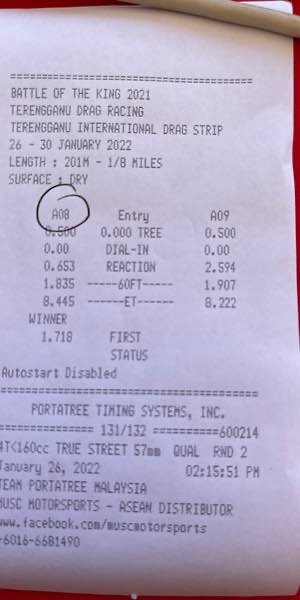 ========================================
BATTLE OF THE KING 2021
TERENGGANU DRAG RACING
TERENGGANU INTERNATIONAL DRAG STRIP
26 - 30 JANUARY 2022
LENGTH : 201M - 1/8 MILES
SURFACE : DRY
A08 Entry A09
0.500 0.000 TREE 0.500
0.00 DIAL-IN 0.00
0.653 REACTION 2.594
1.835 -----60FT----- 1.907
8.445 ------ET------ 8.222
WINNER
1.718 FIRST
STATUS
Autostart Disabled
========================================
PORTATREE TIMING SYSTEMS, INC.
=============== 131/132 ==========600214
4T<160cc TRUE STREET 57mm QUAL RND 2
January 26, 2022 02:15:51 PM
TEAM PORTATREE MALAYSIA
MUSC MOTORSPORTS - ASEAN DISTRIBUTOR
www.facebook.com/muscmotorsports
+6016-6681490